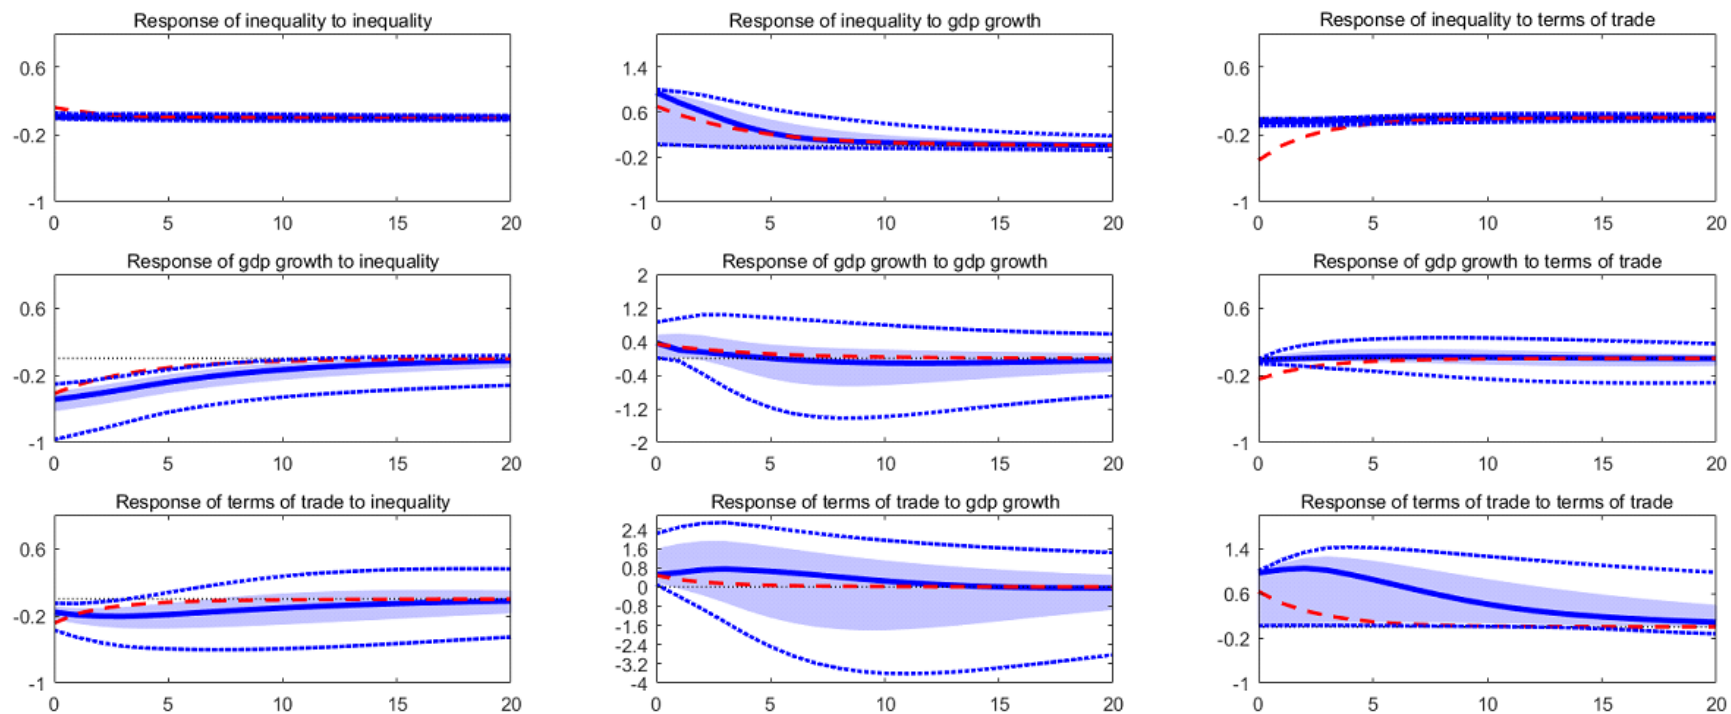 Response of inequality to inequality
0.6
-0.2
-1
0 5 10 15 20
Response of inequality to gdp growth
1.4
0.6
-0.2
-1
0 5 10 15 20
Response of inequality to terms of trade
0.6
-0.2
-1
0 5 10 15 20
Response of gdp growth to inequality
0.6
-0.2
-1
0 5 10 15 20
Response of gdp growth to gdp growth
2
1.2
0.4
-0.4
-1.2
-2
0 5 10 15 20
Response of gdp growth to terms of trade
0.6
-0.2
-1
0 5 10 15 20
Response of terms of trade to inequality
0.6
-0.2
-1
0 5 10 15 20
Response of terms of trade to gdp growth
2.4
1.6
0.8
0
-0.8
-1.6
-2.4
-3.2
-4
0 5 10 15 20
Response of terms of trade to terms of trade
1.4
0.6
-0.2
-1
0 5 10 15 20